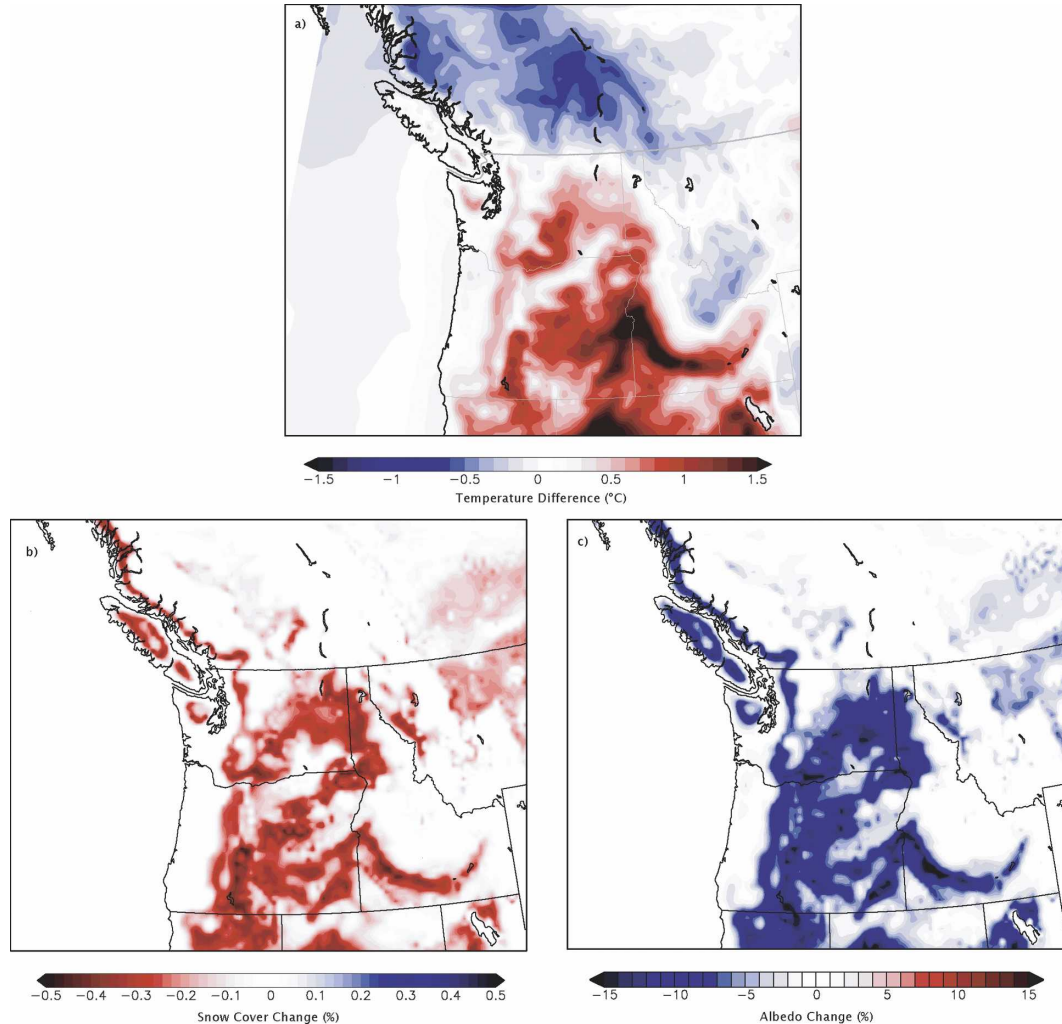 a)
−1.5 −1 −0.5 0 0.5 1 1.5
Temperature Difference (°C)
b)
c)
−0.5 −0.4 −0.3 −0.2 −0.1 0 0.1 0.2 0.3 0.4 0.5
Snow Cover Change (%)
−15 −10 −5 0 5 10 15
Albedo Change (%)